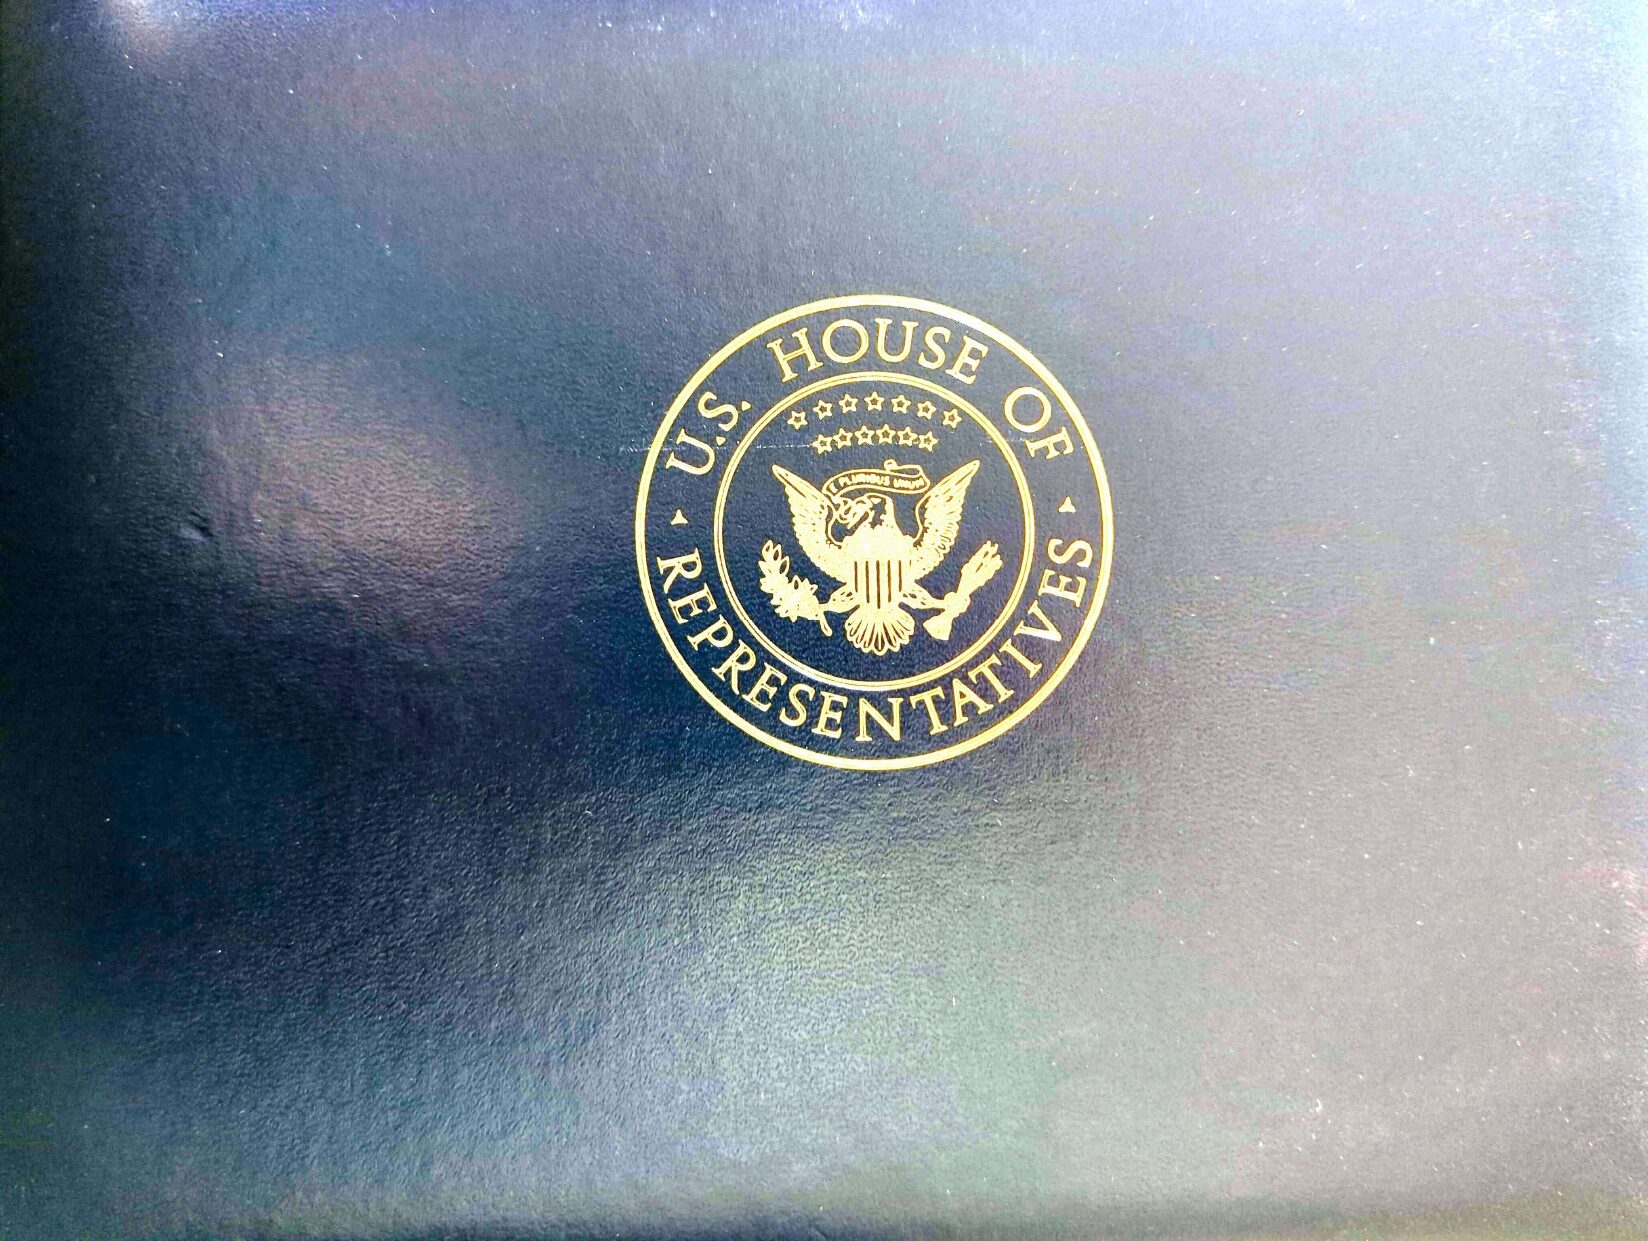 U.S. HOUSE OF
REPRESENTATIVES
E PLURIBUS UNUM